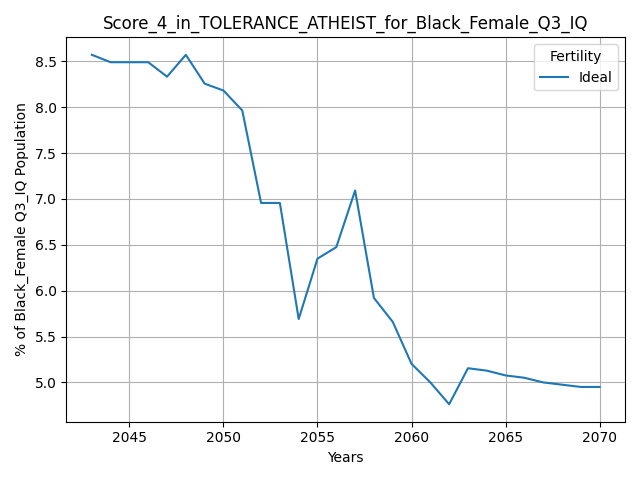 Score_4_in_TOLERANCE_ATHEIST_for_Black_Female_Q3_IQ
Fertility
Ideal
% of Black_Female Q3_IQ Population
8.5
8.0
7.5
7.0
6.5
6.0
5.5
5.0
2045 2050 2055 2060 2065 2070
Years